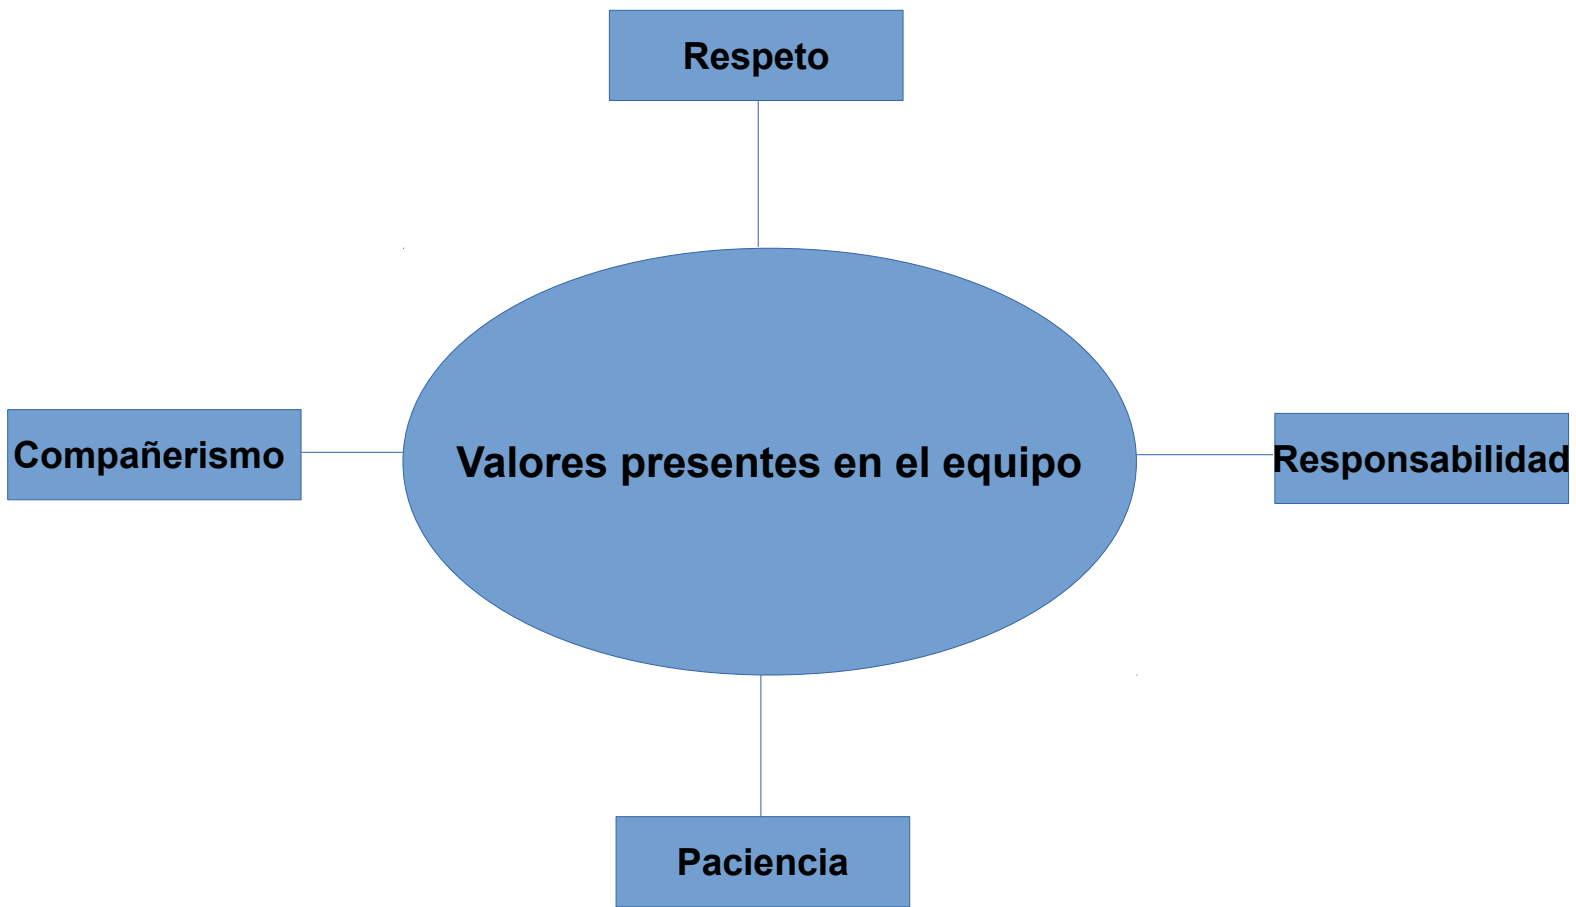 Respeto
Compañerismo
Valores presentes en el equipo
Responsabilidad
Paciencia